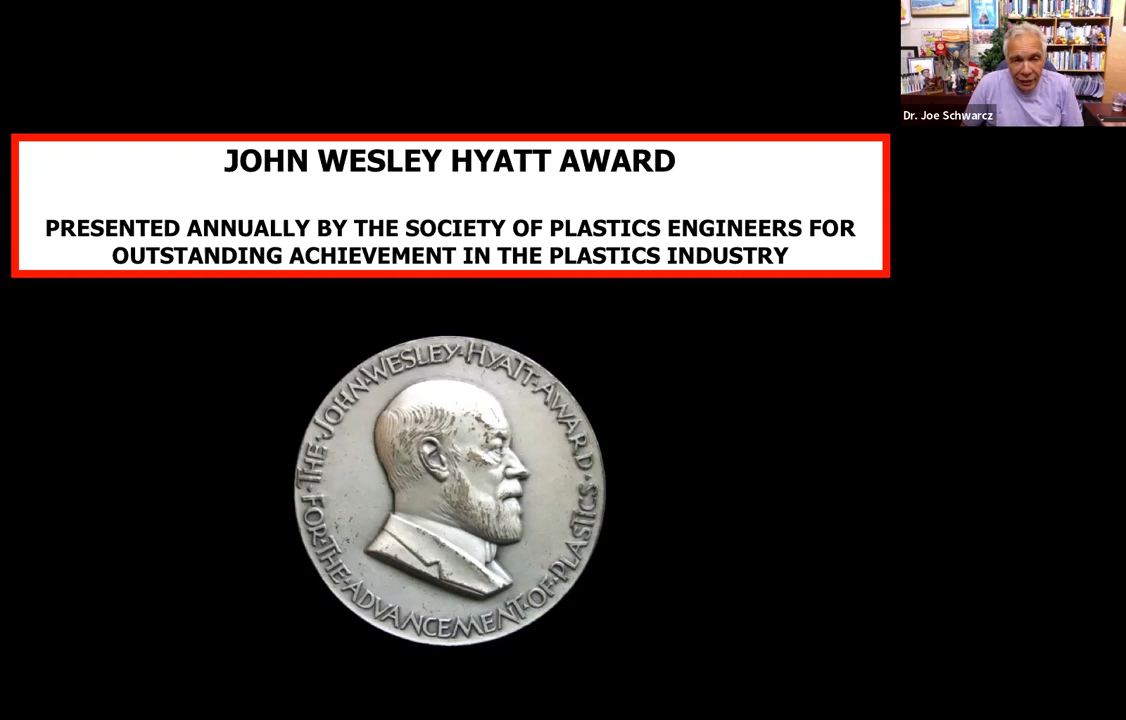 JOHN WESLEY HYATT AWARD
PRESENTED ANNUALLY BY THE SOCIETY OF PLASTICS ENGINEERS FOR
OUTSTANDING ACHIEVEMENT IN THE PLASTICS INDUSTRY
Dr. Joe Schwarcz
THE·JOHN·WESLEY·HYATT·AWARD·
FOR·THE·ADVANCEMENT·OF·PLASTICS·